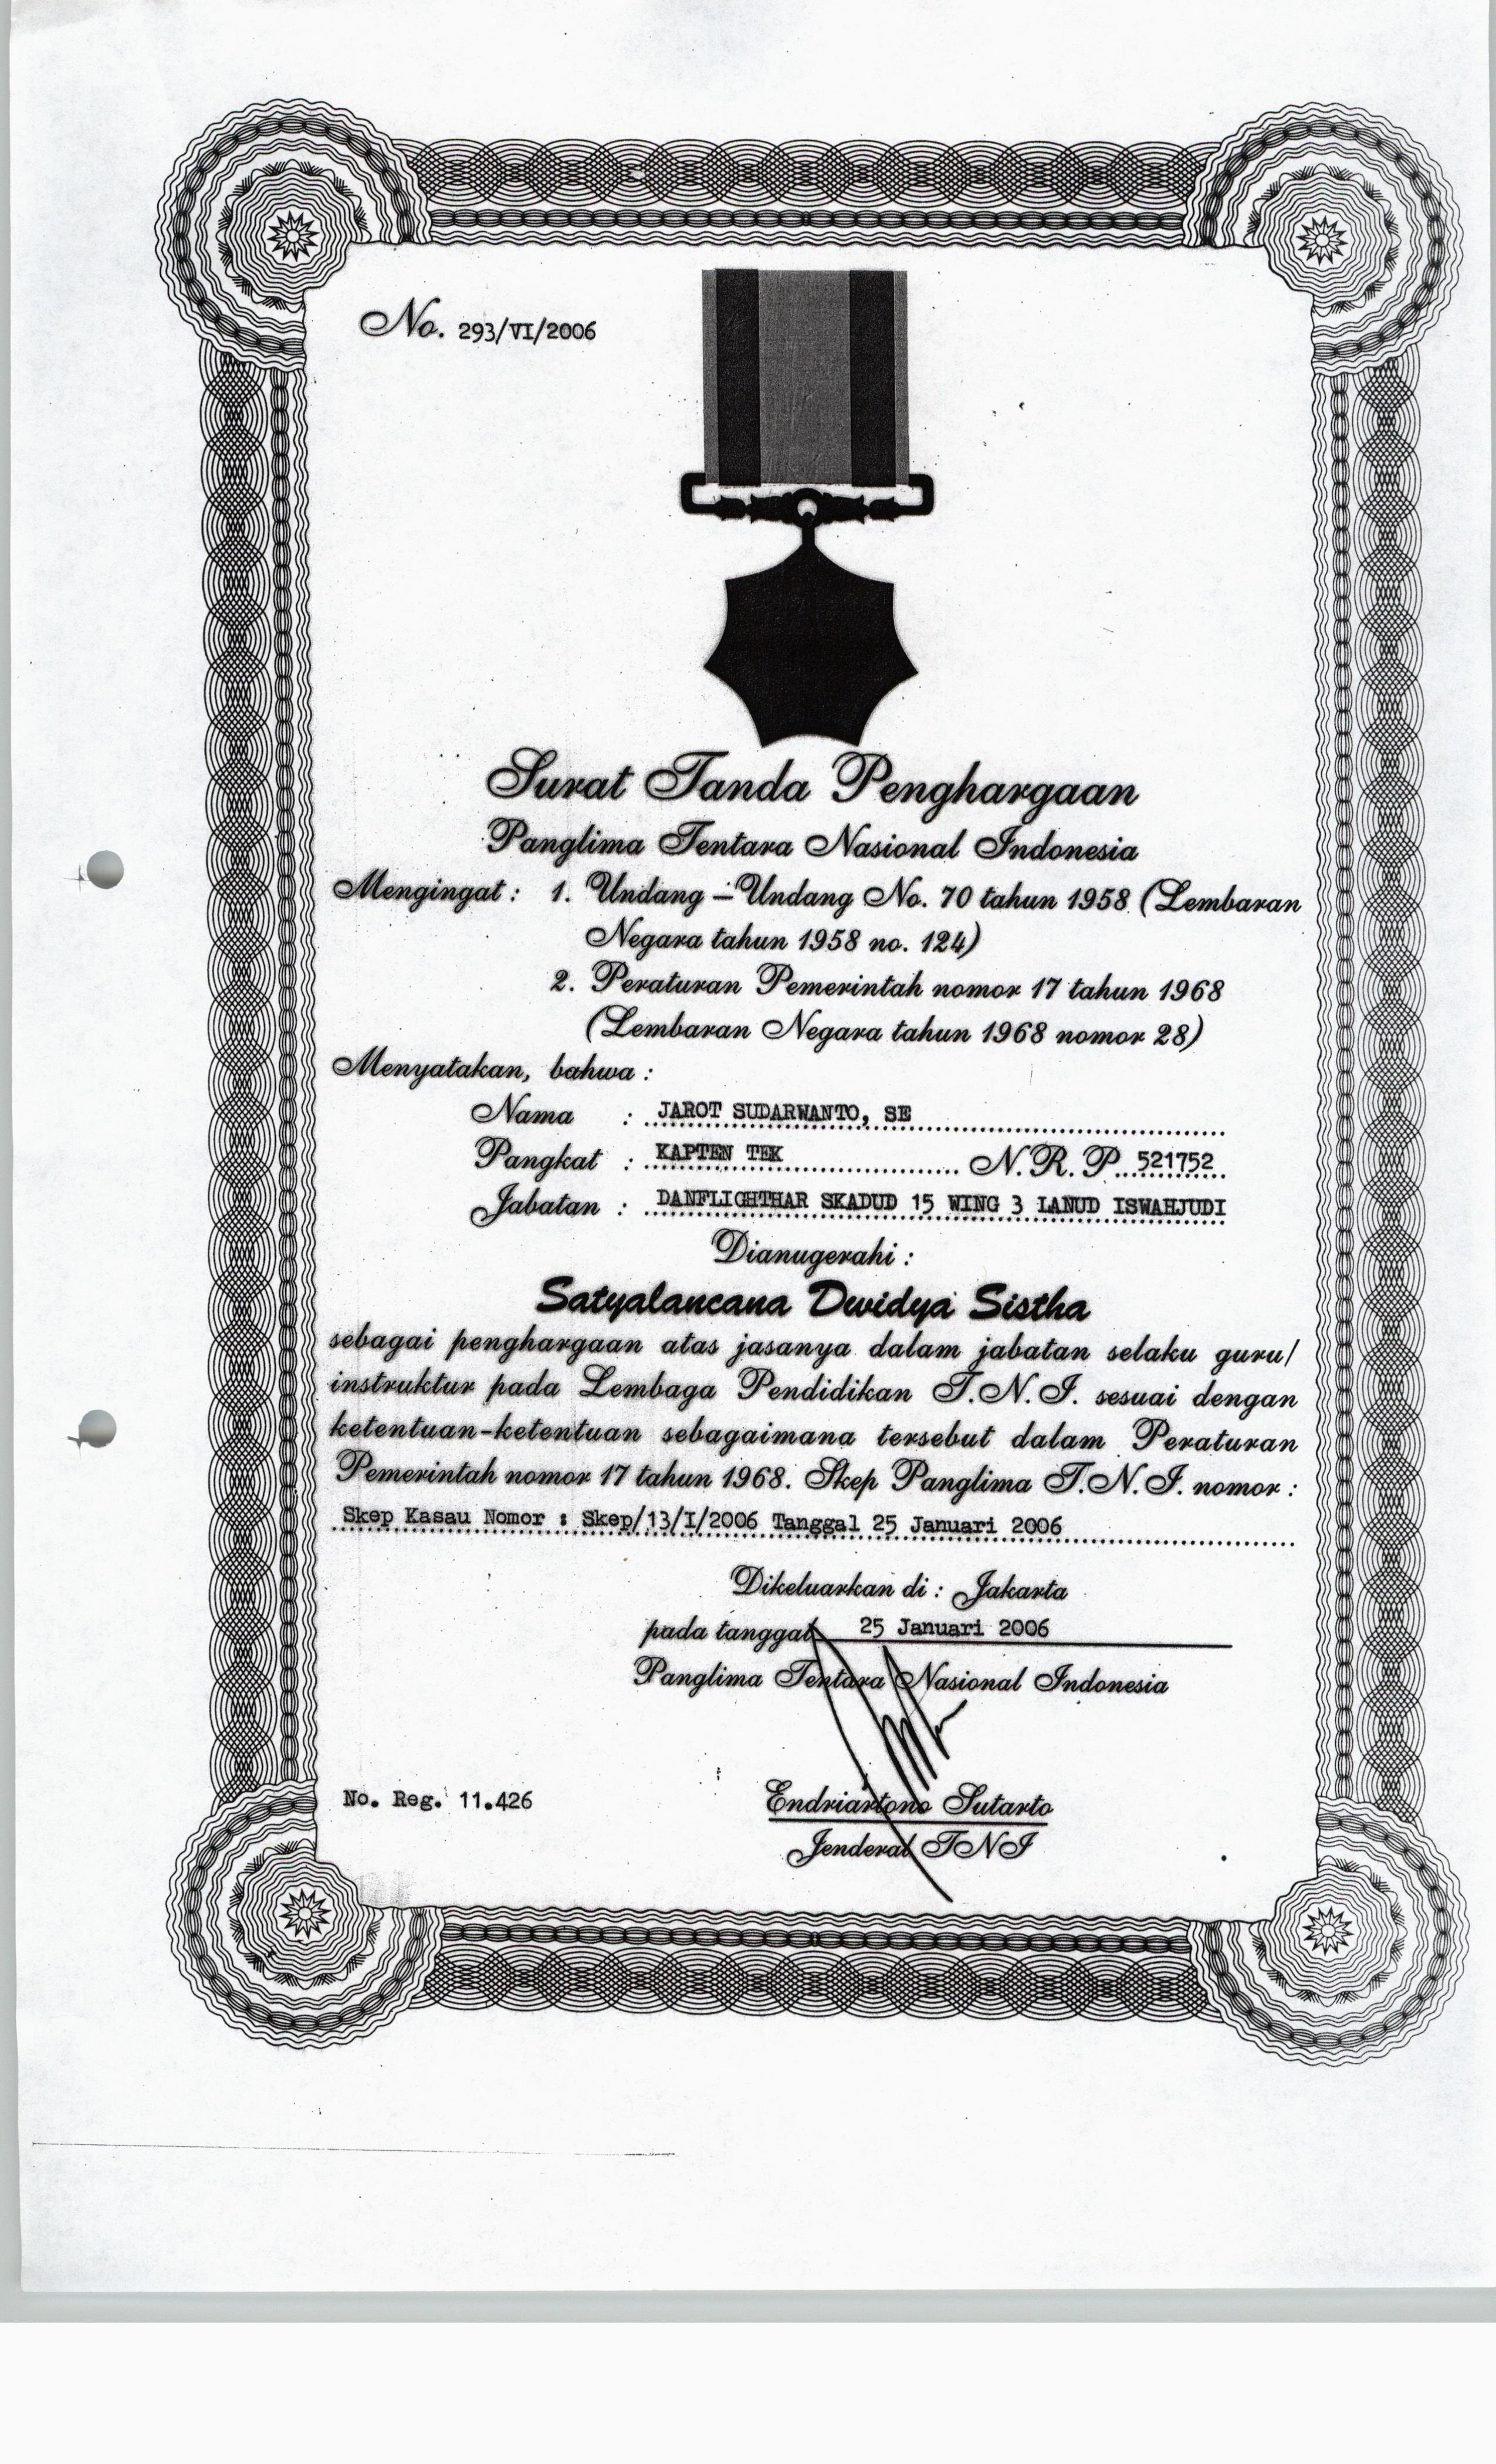 No. 293/VI/2006
Surat Tanda Penghargaan
Panglima Tentara Nasional Indonesia
Mengingat : 1. Undang - Undang No. 70 tahun 1958 (Lembaran
Negara tahun 1958 no. 124)
2. Peraturan Pemerintah nomor 17 tahun 1968
(Lembaran Negara tahun 1968 nomor 28)
Menyatakan, bahwa :
Nama : JAROT SUDARWANTO, SE
Pangkat : KAPTEN TEK N.R.P 521752
Jabatan : DANFLIGHTHAR SKADUD 15 WING 3 LANUD ISWAHJUDI
Dianugerahi :
Satyalancana Dwidya Sistha
sebagai penghargaan atas jasanya dalam jabatan selaku guru/
instruktur pada Lembaga Pendidikan T.N.I. sesuai dengan
ketentuan-ketentuan sebagaimana tersebut dalam Peraturan
Pemerintah nomor 17 tahun 1968. Skep Panglima T.N.I. nomor :
Skep Kasau Nomor : Skep/13/I/2006 Tanggal 25 Januari 2006
Dikeluarkan di : Jakarta
pada tanggal 25 Januari 2006
Panglima Tentara Nasional Indonesia
No. Reg. 11.426
Endriartono Sutarto
Jenderal TNI